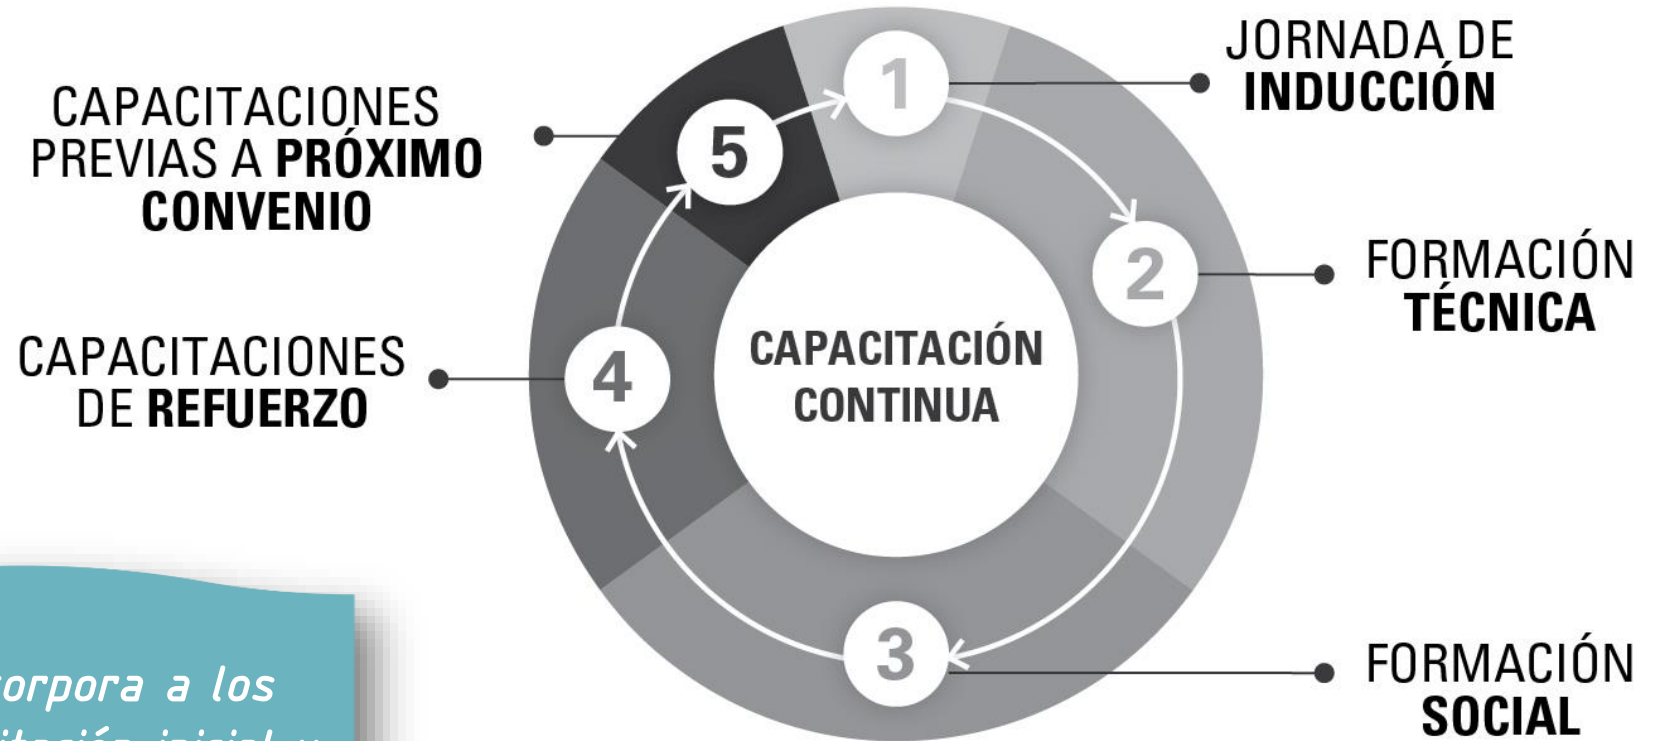 1
JORNADA DE
INDUCCIÓN
2
FORMACIÓN
TÉCNICA
3
FORMACIÓN
SOCIAL
4
CAPACITACIONES
DE REFUERZO
5
CAPACITACIONES
PREVIAS A PRÓXIMO
CONVENIO
CAPACITACIÓN
CONTINUA
a los
inicial